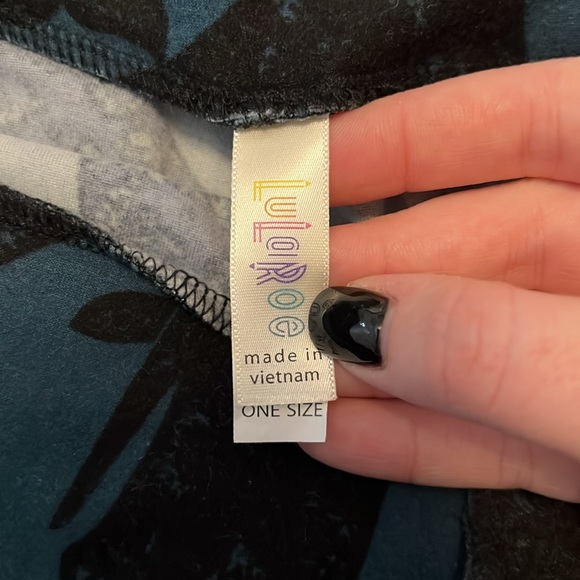 LuLaRoe
made in
vietnam
ONE SIZE